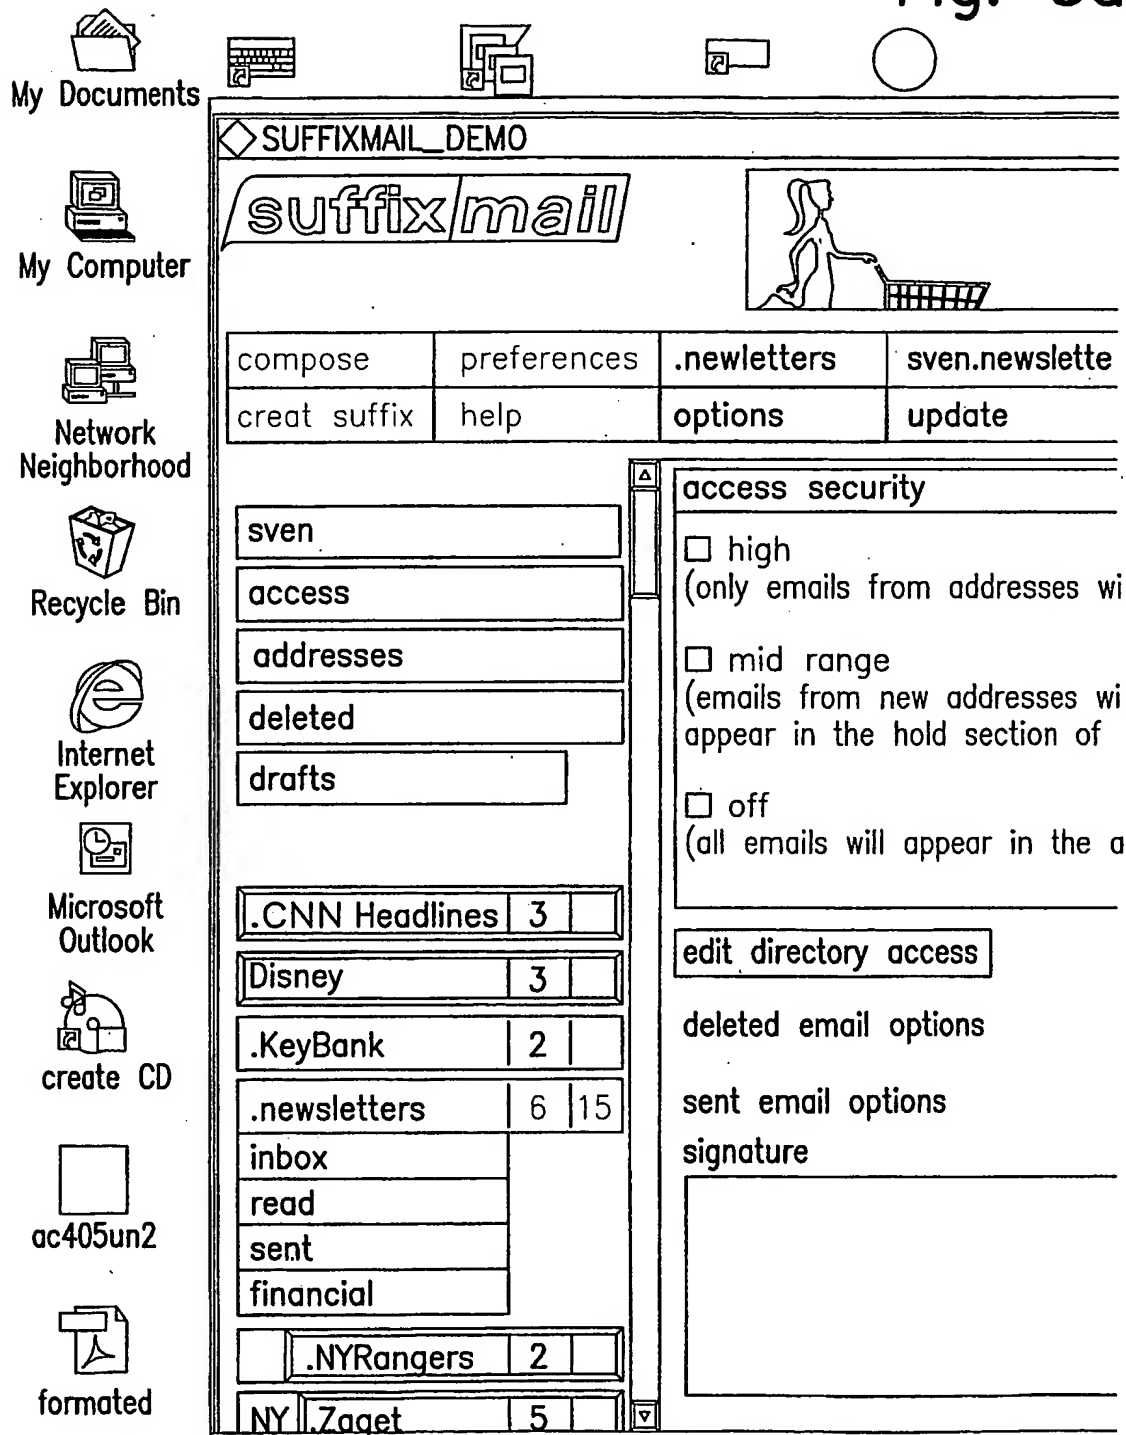 My Documents
SUFFIXMAIL_DEMO
suffix mail
My Computer
compose preferences .newletters sven.newslette
creat suffix help options update
Network
Neighborhood
access security
sven
high
(only emails from addresses wi
access
Recycle Bin
addresses
mid range
(emails from new addresses wi
appear in the hold section of
deleted
Internet
Explorer
drafts
off
(all emails will appear in the a
Microsoft
Outlook
.CNN Headlines 3
edit directory access
Disney 3
deleted email options
.KeyBank 2
create CD
.newsletters 6 15
sent email options
inbox
signature
read
ac405un2
sent
financial
.NYRangers 2
formated
NY .Zaget 5